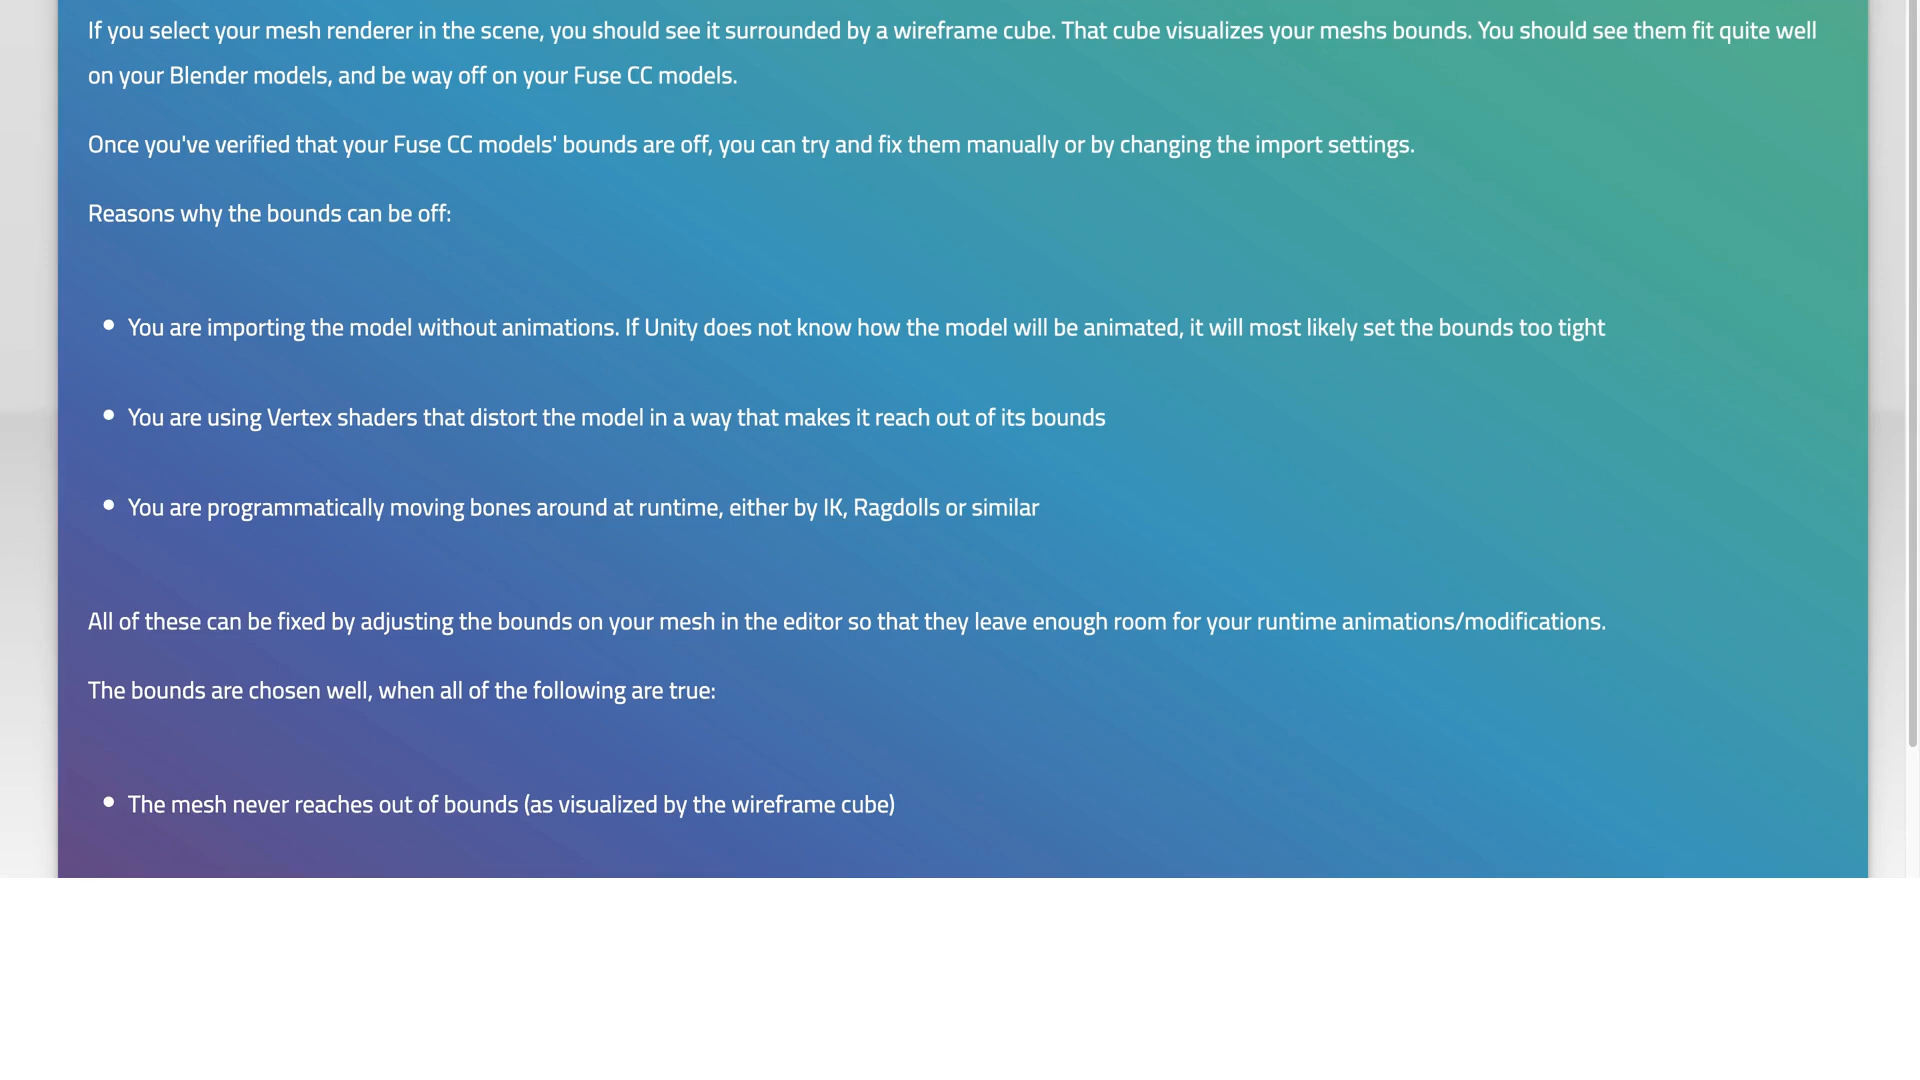 If you select your mesh renderer in the scene, you should see it surrounded by a wireframe cube. That cube visualizes your meshs bounds. You should see them fit quite well
on your Blender models, and be way off on your Fuse CC models.
Once you've verified that your Fuse CC models' bounds are off, you can try and fix them manually or by changing the import settings.
Reasons why the bounds can be off:
• You are importing the model without animations. If Unity does not know how the model will be animated, it will most likely set the bounds too tight
• You are using Vertex shaders that distort the model in a way that makes it reach out of its bounds
• You are programmatically moving bones around at runtime, either by IK, Ragdolls or similar
All of these can be fixed by adjusting the bounds on your mesh in the editor so that they leave enough room for your runtime animations/modifications.
The bounds are chosen well, when all of the following are true:
• The mesh never reaches out of bounds (as visualized by the wireframe cube)